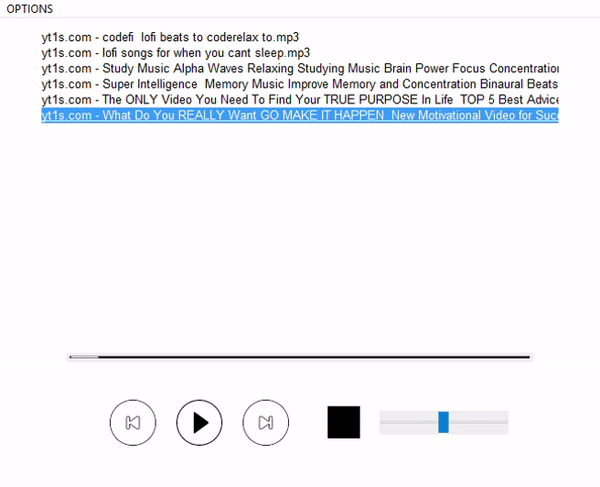 OPTIONS
yt1s.com - codefi  lofi beats to coderelax to.mp3
yt1s.com - lofi songs for when you cant sleep.mp3
yt1s.com - Study Music Alpha Waves Relaxing Studying Music Brain Power Focus Concentration
yt1s.com - Super Intelligence  Memory Music Improve Memory and Concentration Binaural Beats
yt1s.com - The ONLY Video You Need To Find Your TRUE PURPOSE In Life  TOP 5 Best Advice
yt1s.com - What Do You REALLY Want GO MAKE IT HAPPEN  New Motivational Video for